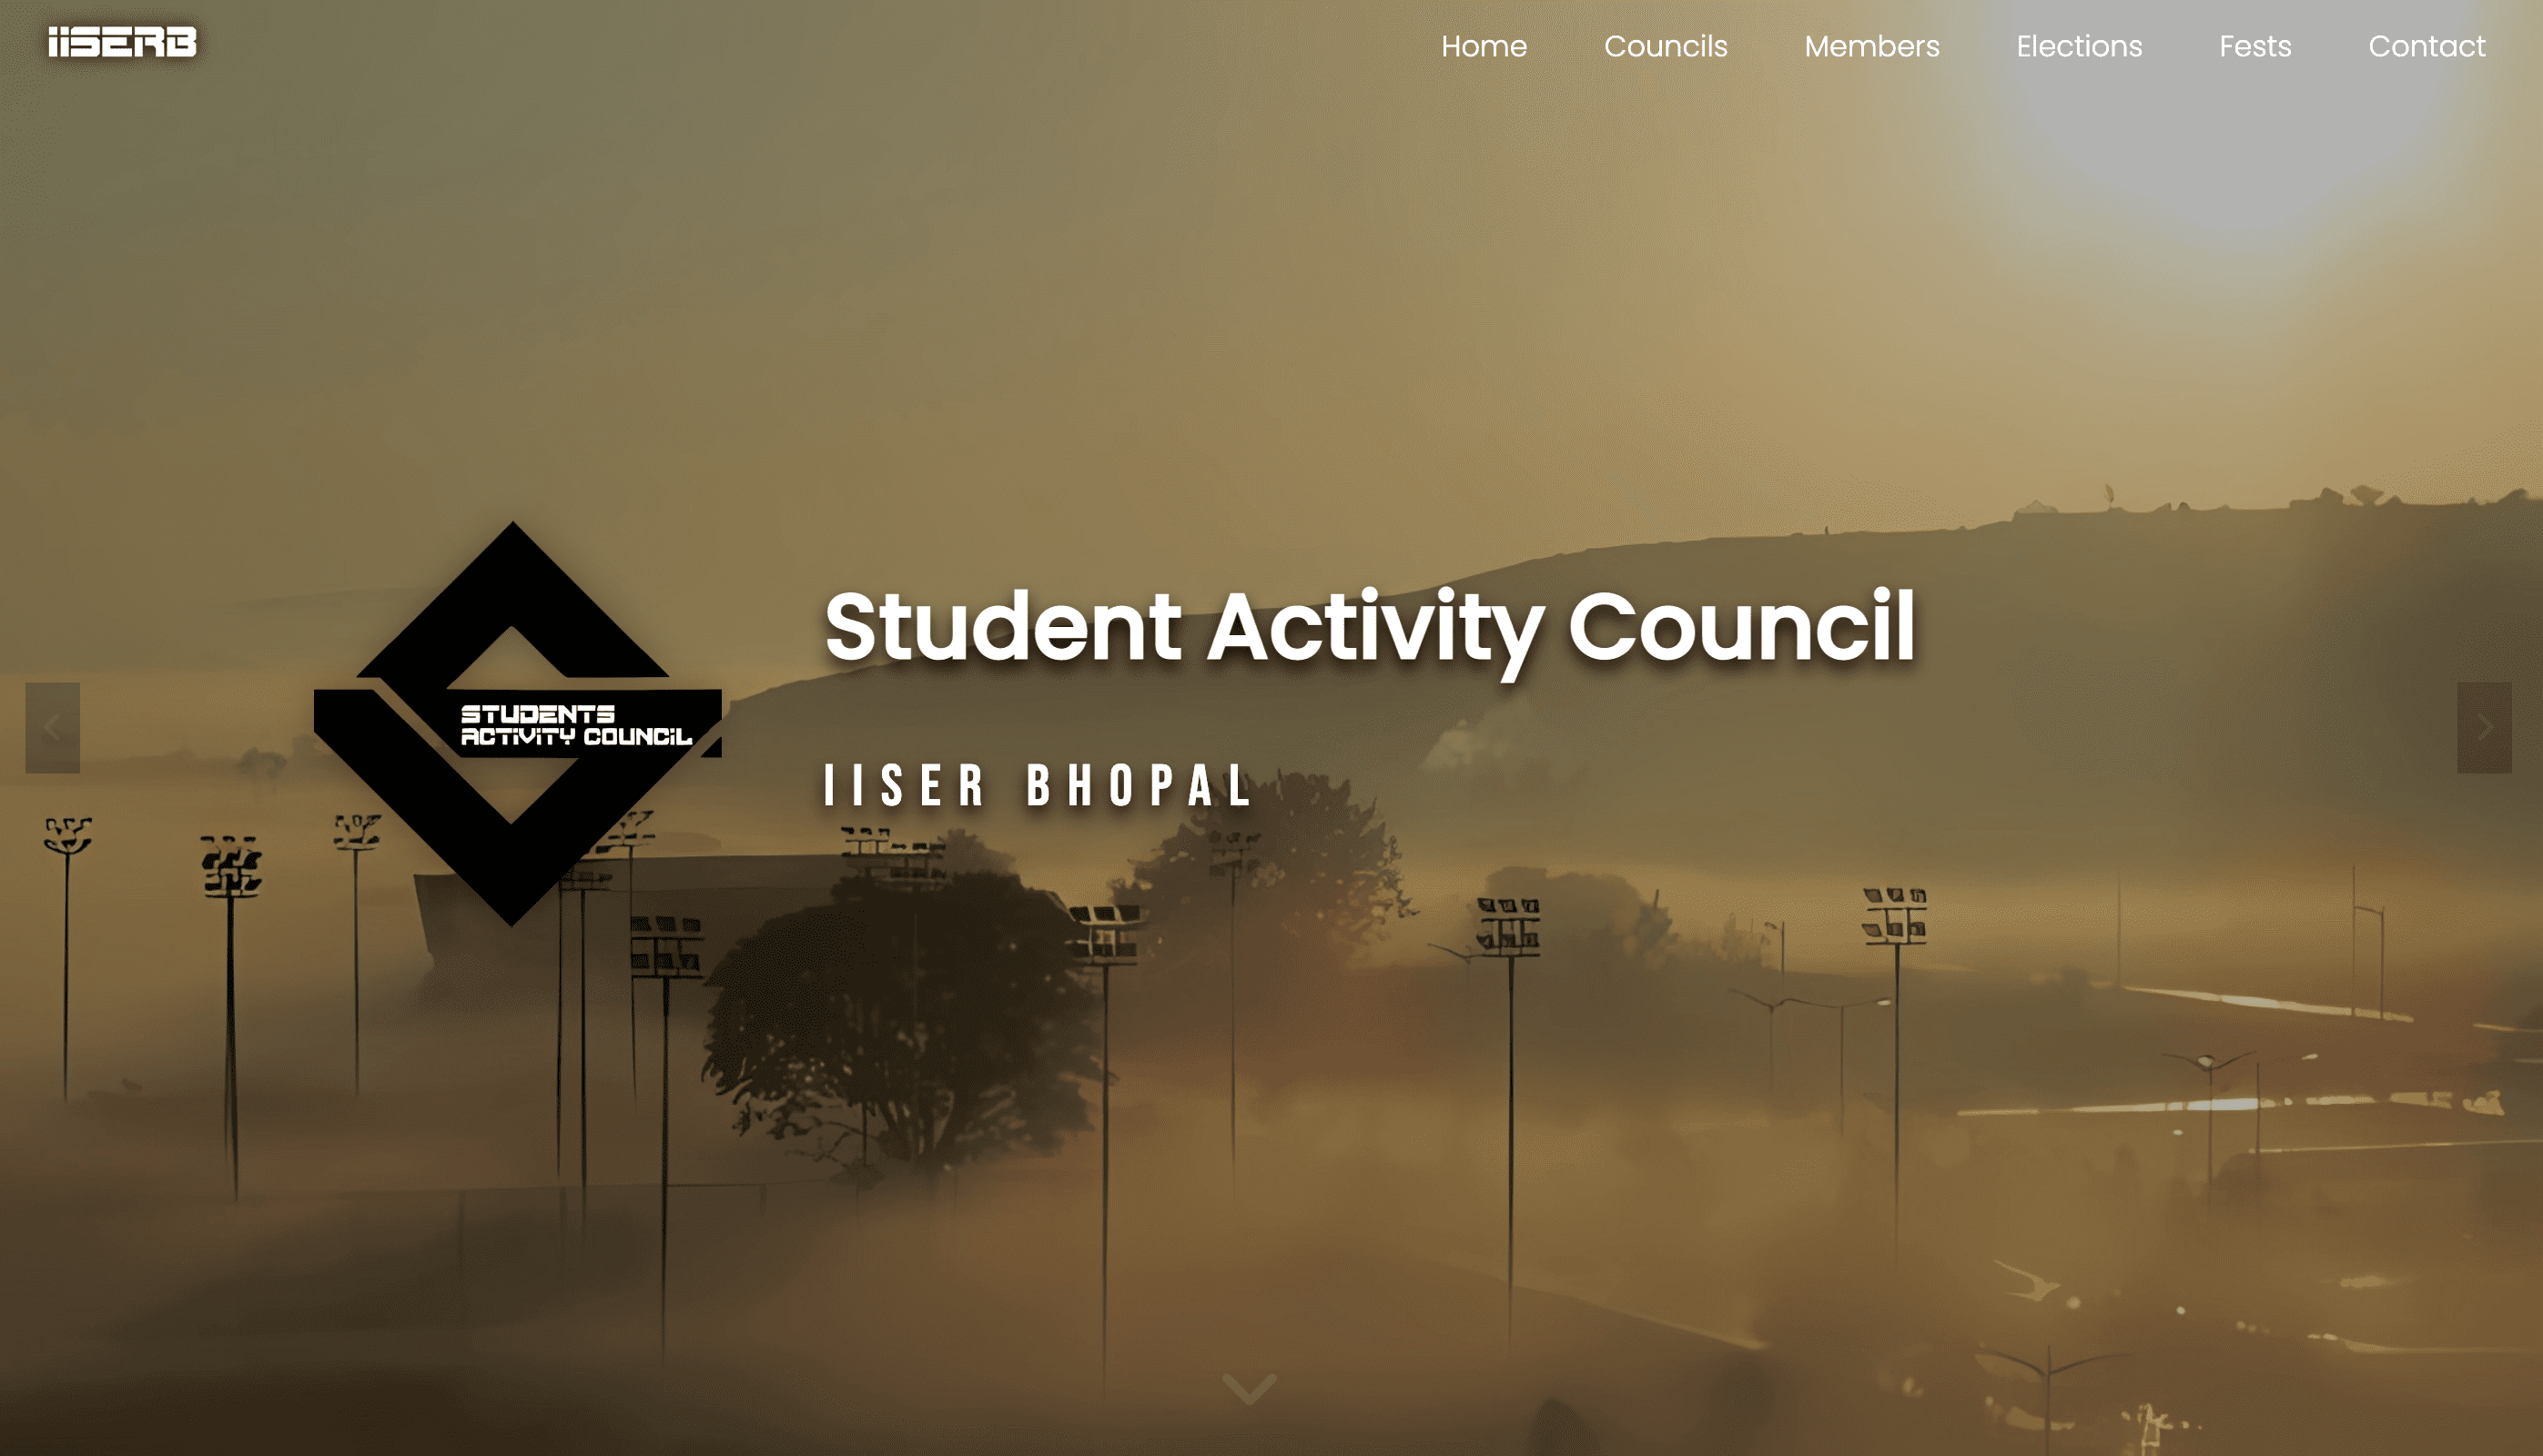 iiSERB
Home Councils Members Elections Fests Contact
Student Activity Council
STUDENTS
ACTiViTY COUNCiL
IISER BHOPAL